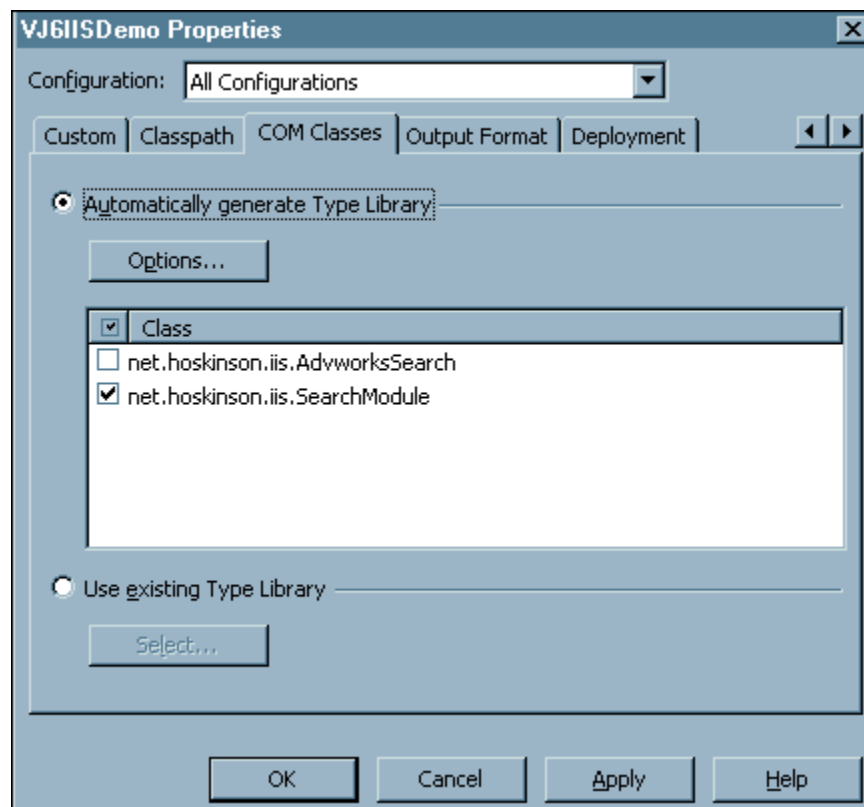 VJ6IISDemo Properties
Configuration: All Configurations
Custom Classpath COM Classes Output Format Deployment
Automatically generate Type Library
Options...
Class
net.hoskinson.iis.AdvworksSearch
net.hoskinson.iis.SearchModule
Use existing Type Library
Select...
OK Cancel Apply Help